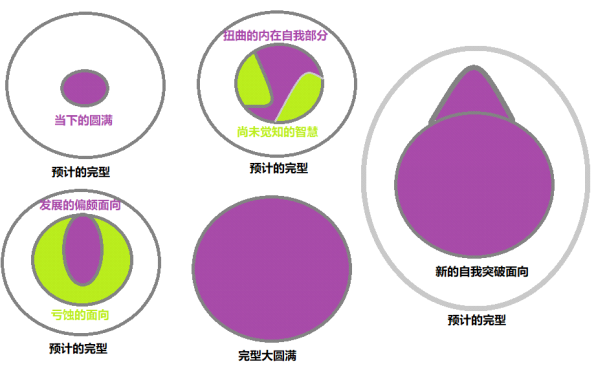 当下的圆满
预计的完型
扭曲的内在自我部分
尚未觉知的智慧
预计的完型
发展的偏颇面向
亏蚀的面向
预计的完型
完型大圆满
新的自我突破面向
预计的完型